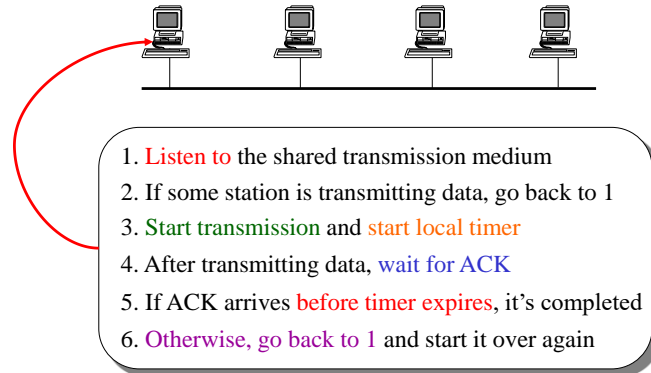 1. Listen to the shared transmission medium
2. If some station is transmitting data, go back to 1
3. Start transmission and start local timer
4. After transmitting data, wait for ACK
5. If ACK arrives before timer expires, it’s completed
6. Otherwise, go back to 1 and start it over again